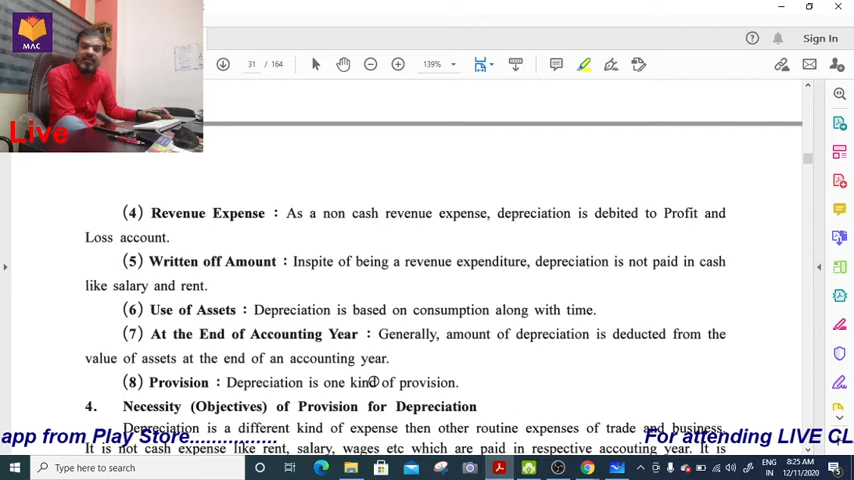 MAC
Live
Sign In
31 / 164
139%
(4) Revenue Expense : As a non cash revenue expense, depreciation is debited to Profit and
Loss account.
(5) Written off Amount : Inspite of being a revenue expenditure, depreciation is not paid in cash
like salary and rent.
(6) Use of Assets : Depreciation is based on consumption along with time.
(7) At the End of Accounting Year : Generally, amount of depreciation is deducted from the
value of assets at the end of an accounting year.
(8) Provision : Depreciation is one kind of provision.
4. Necessity (Objectives) of Provision for Depreciation
Depreciation is a different kind of expense then other routine expenses of trade and business.
app from Play Store................ For attending LIVE CL
It is not cash expense like rent, salary, wages etc which are paid in respective accouting year. It is
Type here to search
ENG
IN
8:25 AM
12/11/2020
5